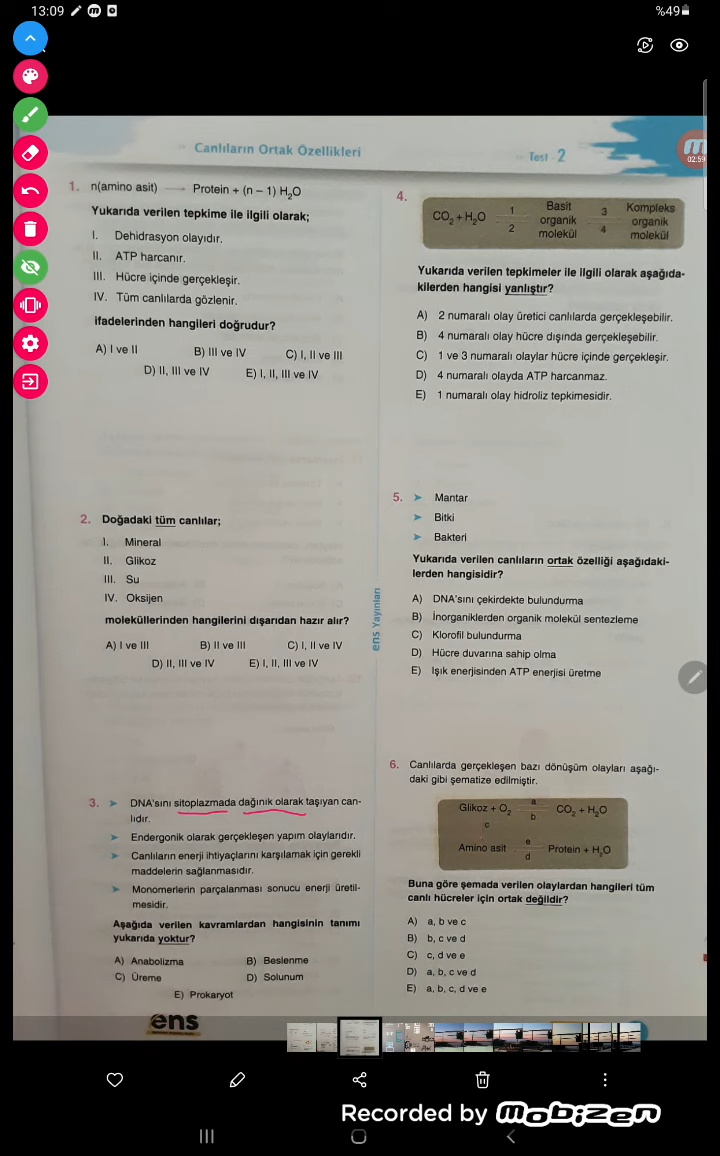 13:09
%49
Canlıların Ortak Özellikleri
Test - 2
02:59
1. n(amino asit) → Protein + (n – 1) H₂O
Yukarıda verilen tepkime ile ilgili olarak;
I. Dehidrasyon olayıdır.
II. ATP harcanır.
III. Hücre içinde gerçekleşir.
IV. Tüm canlılarda gözlenir.
ifadelerinden hangileri doğrudur?
A) I ve II B) III ve IV C) I, II ve III
D) II, III ve IV E) I, II, III ve IV
2. Doğadaki tüm canlılar;
I. Mineral
II. Glikoz
III. Su
IV. Oksijen
moleküllerinden hangilerini dışarıdan hazır alır?
A) I ve III B) II ve III C) I, II ve IV
D) II, III ve IV E) I, II, III ve IV
3. ➤ DNA'sını sitoplazmada dağınık olarak taşıyan can-
lıdır.
➤ Endergonik olarak gerçekleşen yapım olaylarıdır.
➤ Canlıların enerji ihtiyaçlarını karşılamak için gerekli
maddelerin sağlanmasıdır.
➤ Monomerlerin parçalanması sonucu enerji üretil-
mesidir.
Aşağıda verilen kavramlardan hangisinin tanımı
yukarıda yoktur?
A) Anabolizma B) Beslenme
C) Üreme D) Solunum
E) Prokaryot
ens
ens Yayınları
4.
CO₂ + H₂O 1 2 Basit organik molekül 3 4 Kompleks organik molekül
Yukarıda verilen tepkimeler ile ilgili olarak aşağıda-
kilerden hangisi yanlıştır?
A) 2 numaralı olay üretici canlılarda gerçekleşebilir.
B) 4 numaralı olay hücre dışında gerçekleşebilir.
C) 1 ve 3 numaralı olaylar hücre içinde gerçekleşir.
D) 4 numaralı olayda ATP harcanmaz.
E) 1 numaralı olay hidroliz tepkimesidir.
5. ➤ Mantar
➤ Bitki
➤ Bakteri
Yukarıda verilen canlıların ortak özelliği aşağıdaki-
lerden hangisidir?
A) DNA'sını çekirdekte bulundurma
B) İnorganiklerden organik molekül sentezleme
C) Klorofil bulundurma
D) Hücre duvarına sahip olma
E) Işık enerjisinden ATP enerjisi üretme
6. Canlılarda gerçekleşen bazı dönüşüm olayları aşağı-
daki gibi şematize edilmiştir.
Glikoz + O₂ a b CO₂ + H₂O
c
Amino asit e d Protein + H₂O
Buna göre şemada verilen olaylardan hangileri tüm
canlı hücreler için ortak değildir?
A) a, b ve c
B) b, c ve d
C) c, d ve e
D) a, b, c ve d
E) a, b, c, d ve e
Recorded by mobizen